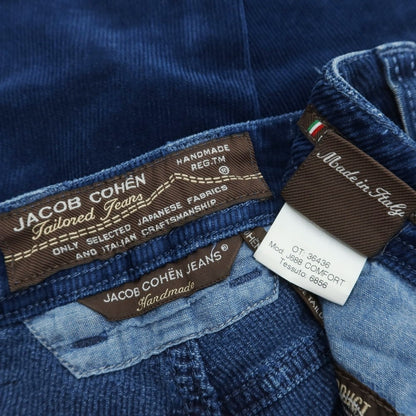 HANDMADE
REG.TM
JACOB COHËN
®
Tailored Jeans
ONLY SELECTED JAPANESE FABRICS
AND ITALIAN CRAFTSMANSHIP
JACOB COHËN JEANS®
Handmade
Made in Italy
OT. 36436
Mod. J688 COMFORT
Tessuto: 6856